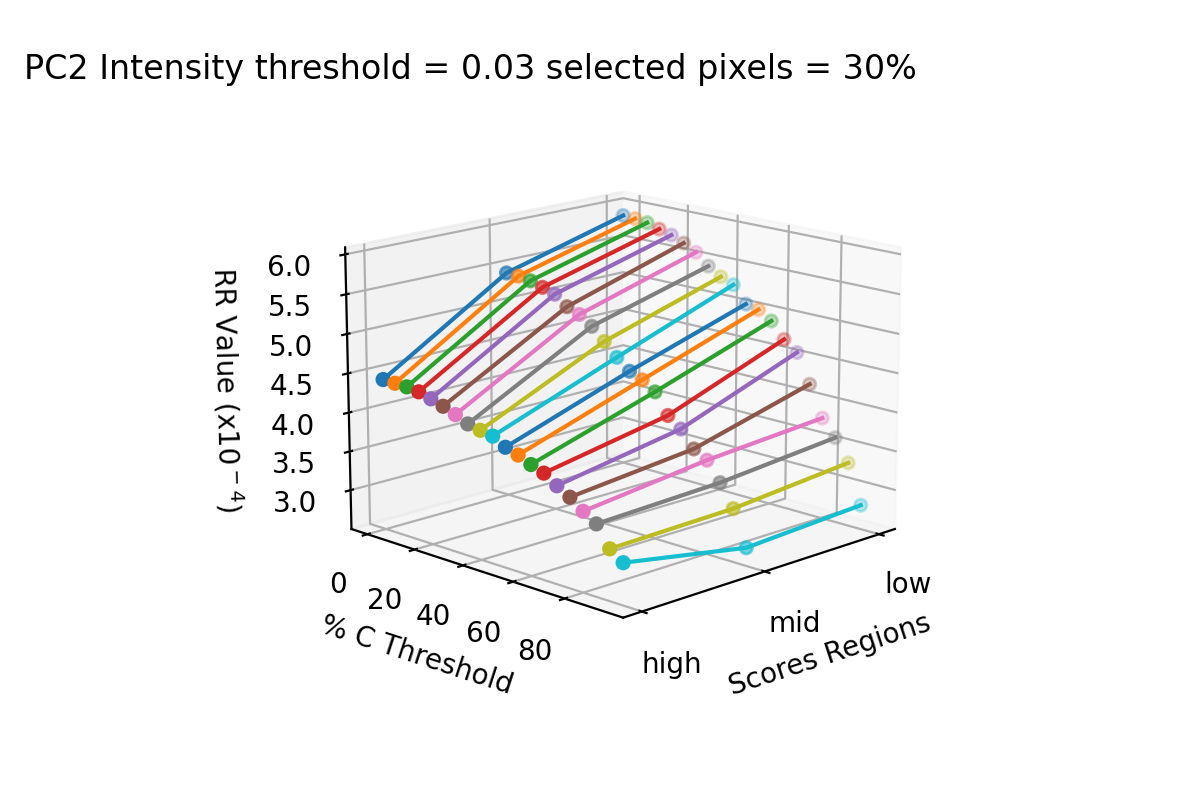 PC2 Intensity threshold = 0.03 selected pixels = 30%
6.0
5.5
5.0
4.5
4.0
3.5
3.0
RR Value (x10⁻⁴)
0
20
40
60
80
% C Threshold
high
mid
low
Scores Regions